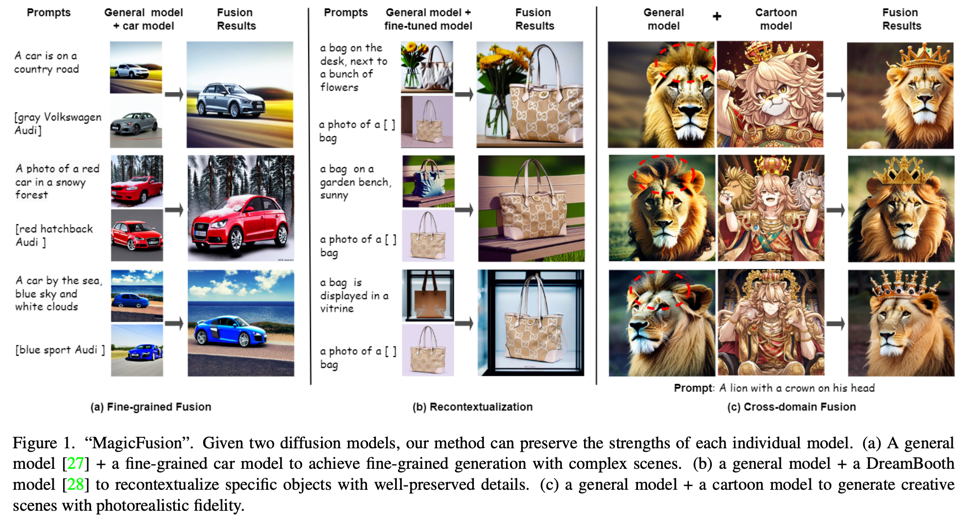 Prompts
General model
+ car model
Fusion
Results
A car is on a
country road
[gray Volkswagen
Audi]
A photo of a red
car in a snowy
forest
[red hatchback
Audi ]
A car by the sea,
blue sky and
white clouds
[blue sport Audi ]
(a) Fine-grained Fusion
Prompts
General model +
fine-tuned model
Fusion
Results
a bag on the
desk, next to
a bunch of
flowers
a photo of a [ ]
bag
a bag on a
garden bench,
sunny
a photo of a [ ]
bag
a bag is
displayed in a
vitrine
a photo of a [ ]
bag
(b) Recontextualization
General
model
+
Cartoon
model
Fusion
Results
Prompt: A lion with a crown on his head
(c) Cross-domain Fusion
Figure 1. “MagicFusion”. Given two diffusion models, our method can preserve the strengths of each individual model. (a) A general
model [27] + a fine-grained car model to achieve fine-grained generation with complex scenes. (b) a general model + a DreamBooth
model [28] to recontextualize specific objects with well-preserved details. (c) a general model + a cartoon model to generate creative
scenes with photorealistic fidelity.